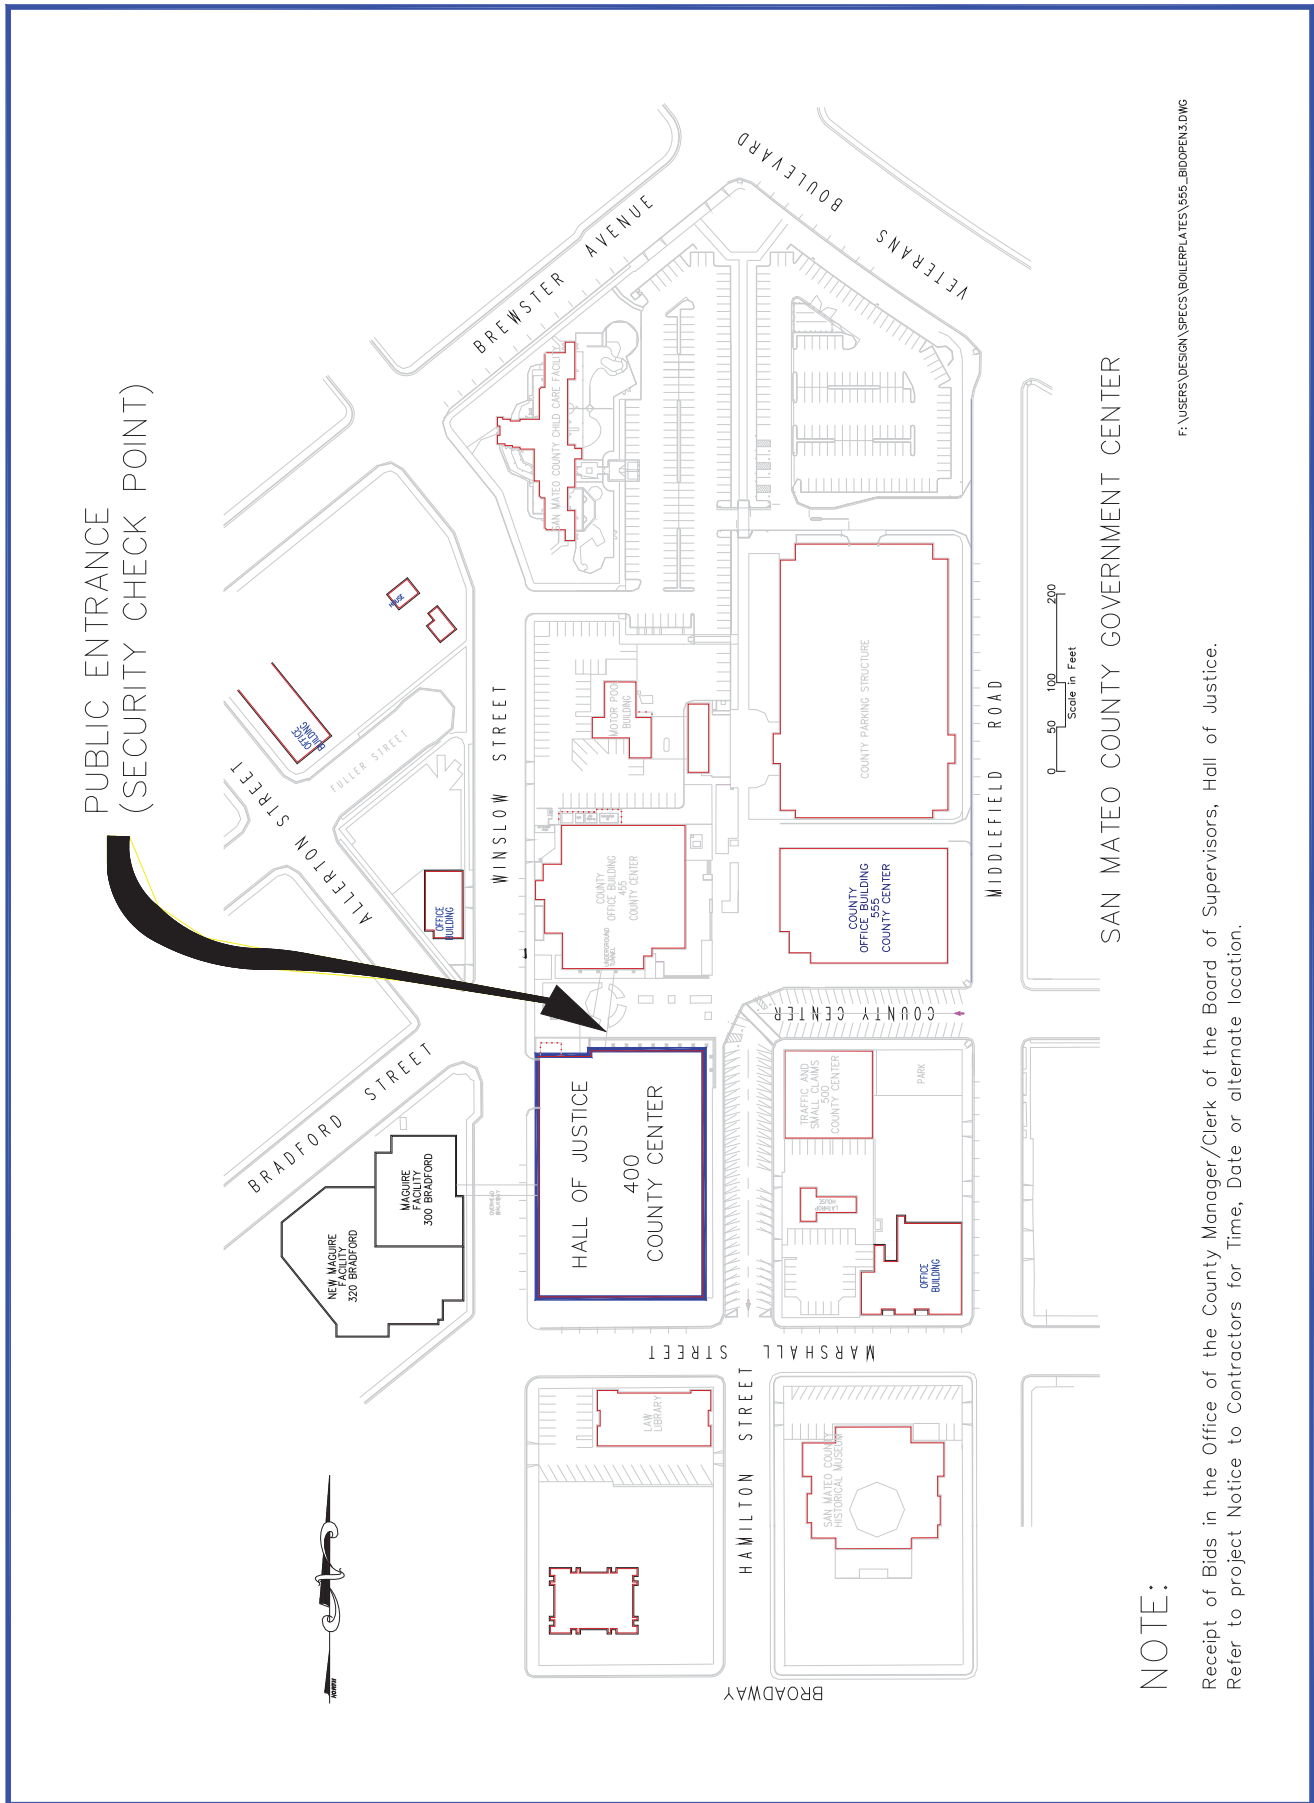 PUBLIC ENTRANCE
(SECURITY CHECK POINT)
BREWSTER AVENUE
VETERANS BOULEVARD
SAN MATEO COUNTY CHILD CARE FACILITY
HOUSE
OFFICE
BUILDING
FULLER STREET
ALLERTON STREET
WINSLOW STREET
OFFICE
BUILDING
MOTOR POOL
BUILDING
COUNTY PARKING STRUCTURE
MIDDLEFIELD ROAD
COUNTY
OFFICE BUILDING
455
COUNTY CENTER
UNDERGROUND
TUNNEL
COUNTY
OFFICE BUILDING
555
COUNTY CENTER
COUNTY CENTER
BRADFORD STREET
MAGUIRE
FACILITY
300 BRADFORD
NEW MAGUIRE
FACILITY
320 BRADFORD
OVERHEAD
WALKWAY
HALL OF JUSTICE
400
COUNTY CENTER
TRAFFIC AND
SMALL CLAIMS
500
COUNTY CENTER
PARK
LATHROP
HOUSE
OFFICE
BUILDING
MARSHALL STREET
HAMILTON STREET
LAW
LIBRARY
SAN MATEO COUNTY
HISTORICAL MUSEUM
BROADWAY
0 50 100 200
Scale in Feet
SAN MATEO COUNTY GOVERNMENT CENTER
F:\USERS\DESIGN\SPECS\BOILERPLATES\555_BIDOPEN3.DWG
NOTE:
Receipt of Bids in the Office of the County Manager/Clerk of the Board of Supervisors, Hall of Justice.
Refer to project Notice to Contractors for Time, Date or alternate location.